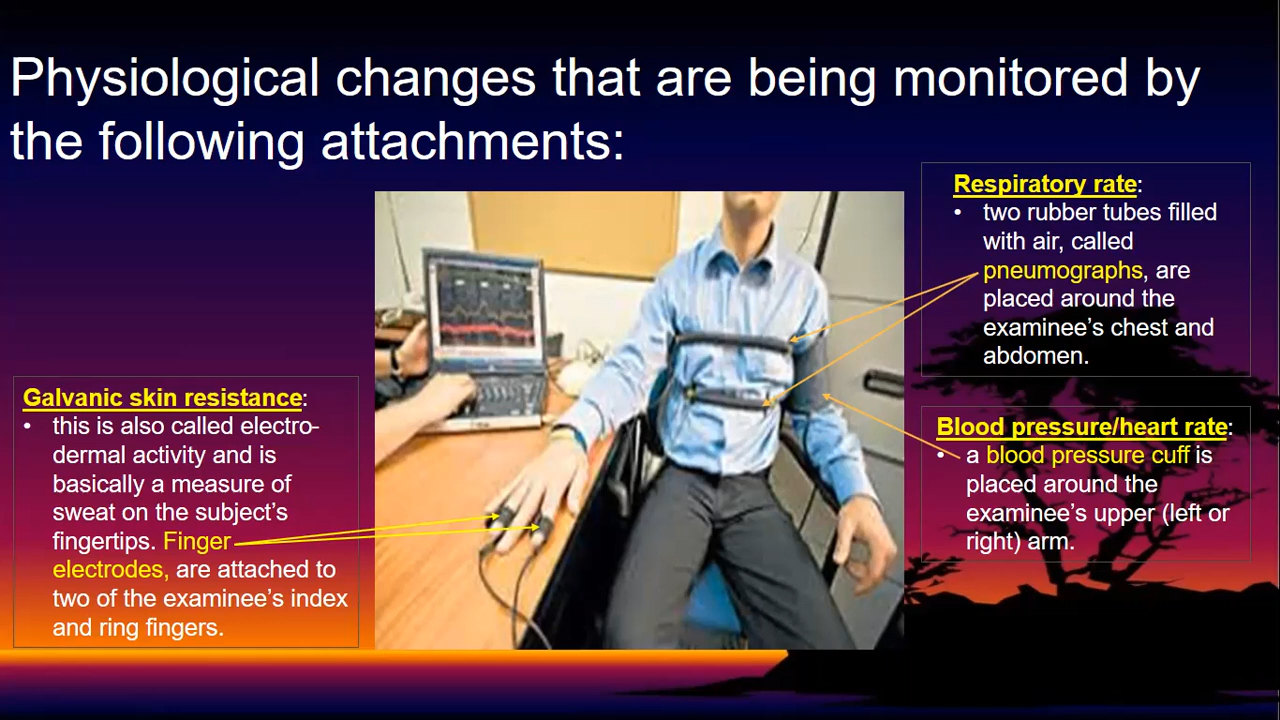 Physiological changes that are being monitored by
the following attachments:
Respiratory rate:
• two rubber tubes filled
with air, called
pneumographs, are
placed around the
examinee’s chest and
abdomen.
Galvanic skin resistance:
• this is also called electro-
dermal activity and is
basically a measure of
sweat on the subject’s
fingertips. Finger
electrodes, are attached to
two of the examinee’s index
and ring fingers.
Blood pressure/heart rate:
• a blood pressure cuff is
placed around the
examinee’s upper (left or
right) arm.